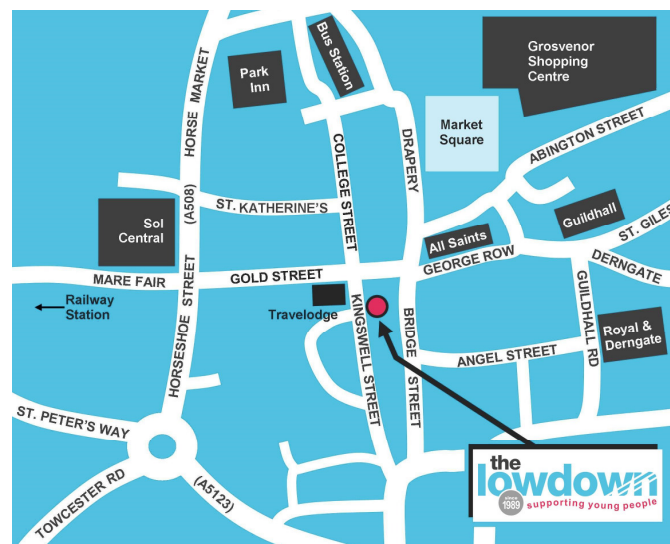 HORSE MARKET
(A508)
Park
Inn
Bus Station
Grosvenor
Shopping
Centre
Market
Square
COLLEGE STREET
DRAPERY
ABINGTON STREET
ST. KATHERINE'S
Sol
Central
All Saints
Guildhall
ST. GILES
MARE FAIR
GOLD STREET
GEORGE ROW
DERNGATE
Railway
Station
Travelodge
HORSESHOE STREET
KINGSWELL STREET
BRIDGE STREET
ANGEL STREET
GUILDHALL RD
Royal &
Derngate
ST. PETER'S WAY
TOWCESTER RD
(A5123)
the
lowdown
since
1989
supporting young people